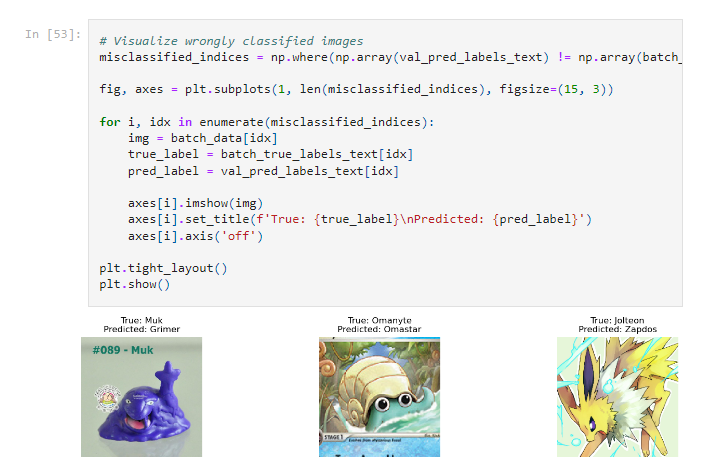 In [53]:
# Visualize wrongly classified images
misclassified_indices = np.where(np.array(val_pred_labels_text) != np.array(batch_
fig, axes = plt.subplots(1, len(misclassified_indices), figsize=(15, 3))
for i, idx in enumerate(misclassified_indices):
    img = batch_data[idx]
    true_label = batch_true_labels_text[idx]
    pred_label = val_pred_labels_text[idx]
    axes[i].imshow(img)
    axes[i].set_title(f'True: {true_label}\nPredicted: {pred_label}')
    axes[i].axis('off')
plt.tight_layout()
plt.show()
True: Muk
Predicted: Grimer
#089 - Muk
True: Omanyte
Predicted: Omastar
STAGE 1
True: Jolteon
Predicted: Zapdos